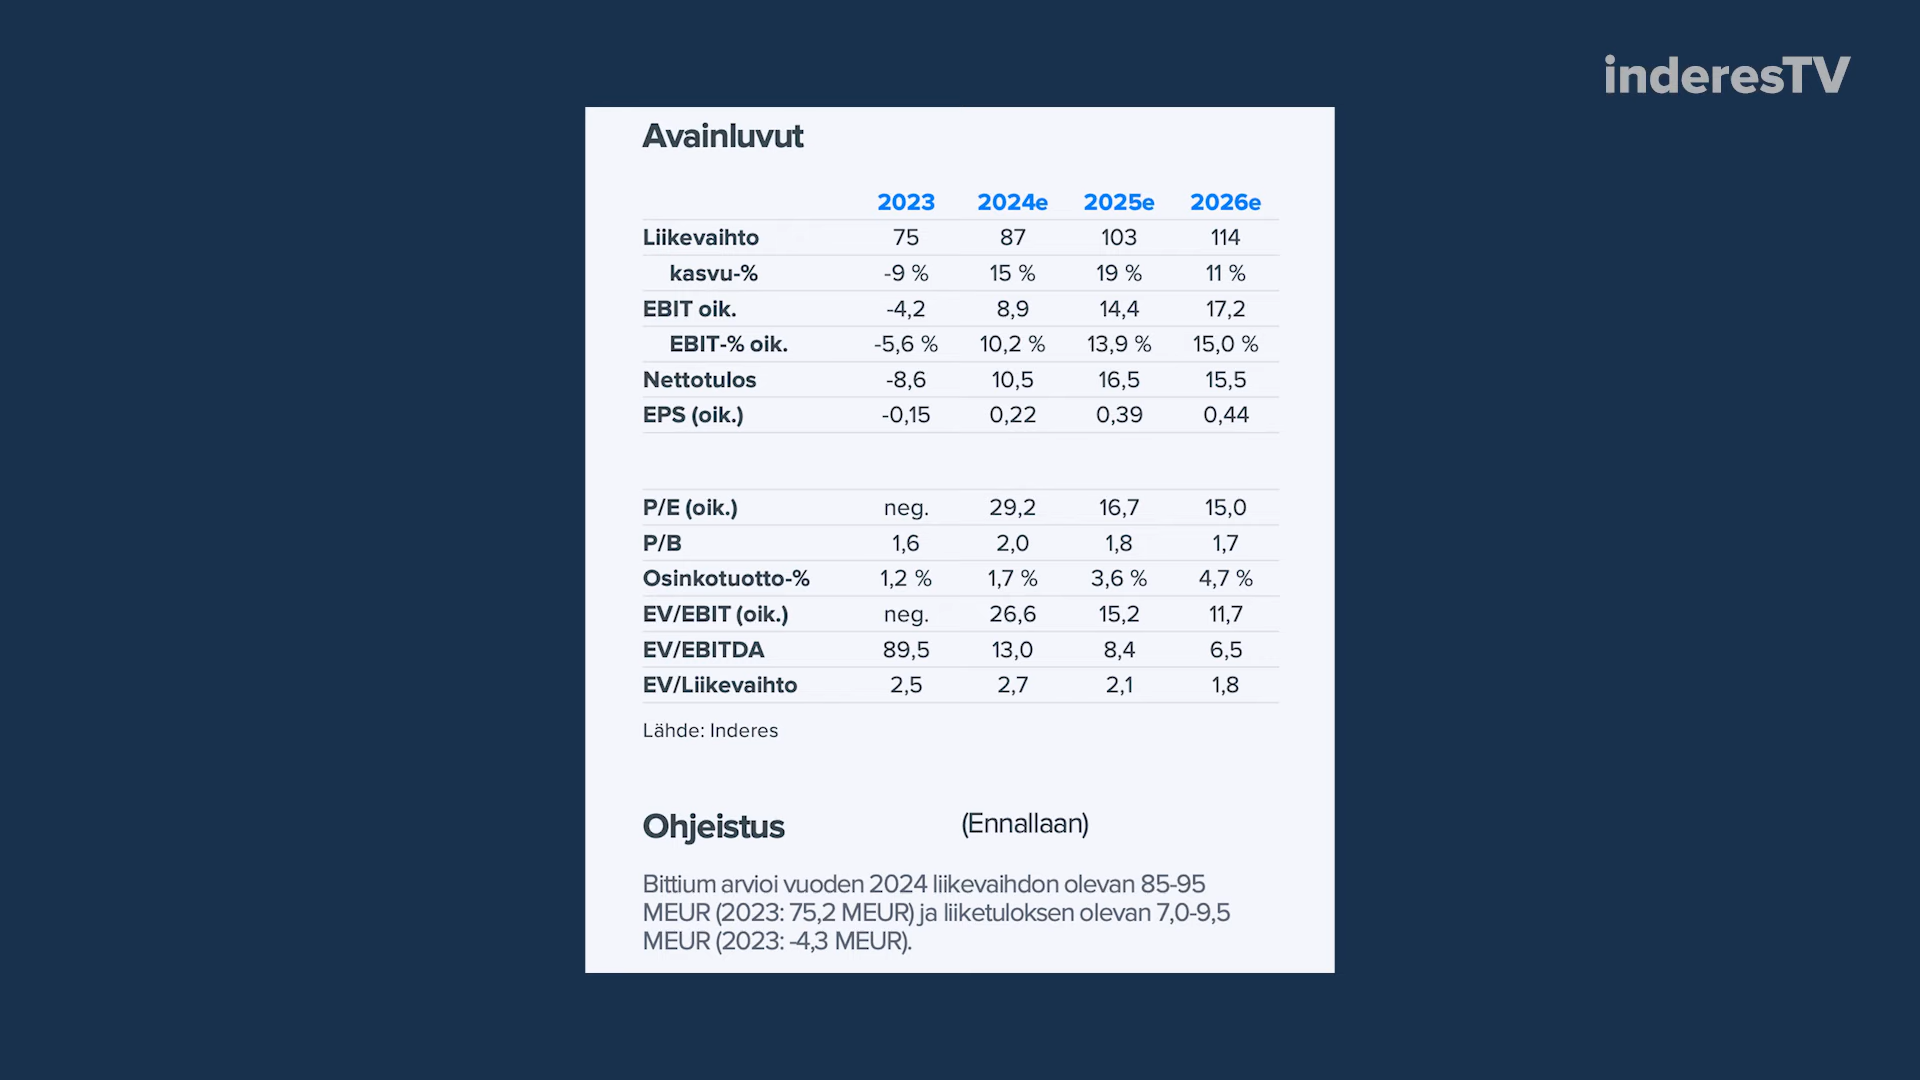 inderesTV
Avainluvut
2023 2024e 2025e 2026e
Liikevaihto 75 87 103 114
kasvu-% -9 % 15 % 19 % 11 %
EBIT oik. -4,2 8,9 14,4 17,2
EBIT-% oik. -5,6 % 10,2 % 13,9 % 15,0 %
Nettotulos -8,6 10,5 16,5 15,5
EPS (oik.) -0,15 0,22 0,39 0,44
P/E (oik.) neg. 29,2 16,7 15,0
P/B 1,6 2,0 1,8 1,7
Osinkotuotto-% 1,2 % 1,7 % 3,6 % 4,7 %
EV/EBIT (oik.) neg. 26,6 15,2 11,7
EV/EBITDA 89,5 13,0 8,4 6,5
EV/Liikevaihto 2,5 2,7 2,1 1,8
Lähde: Inderes
Ohjeistus (Ennallaan)
Bittium arvioi vuoden 2024 liikevaihdon olevan 85-95
MEUR (2023: 75,2 MEUR) ja liiketuloksen olevan 7,0-9,5
MEUR (2023: -4,3 MEUR).